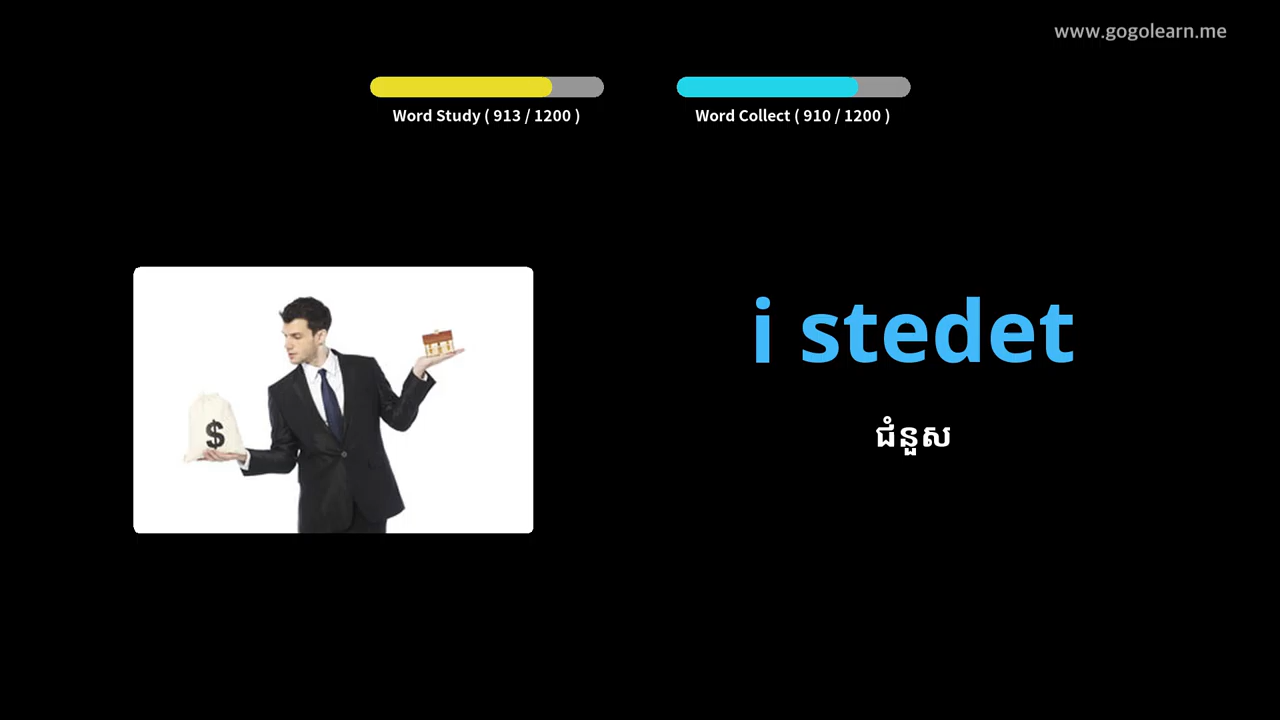 www.gogolearn.me
Word Study ( 913 / 1200 )
Word Collect ( 910 / 1200 )
i stedet
ជំនួស
$